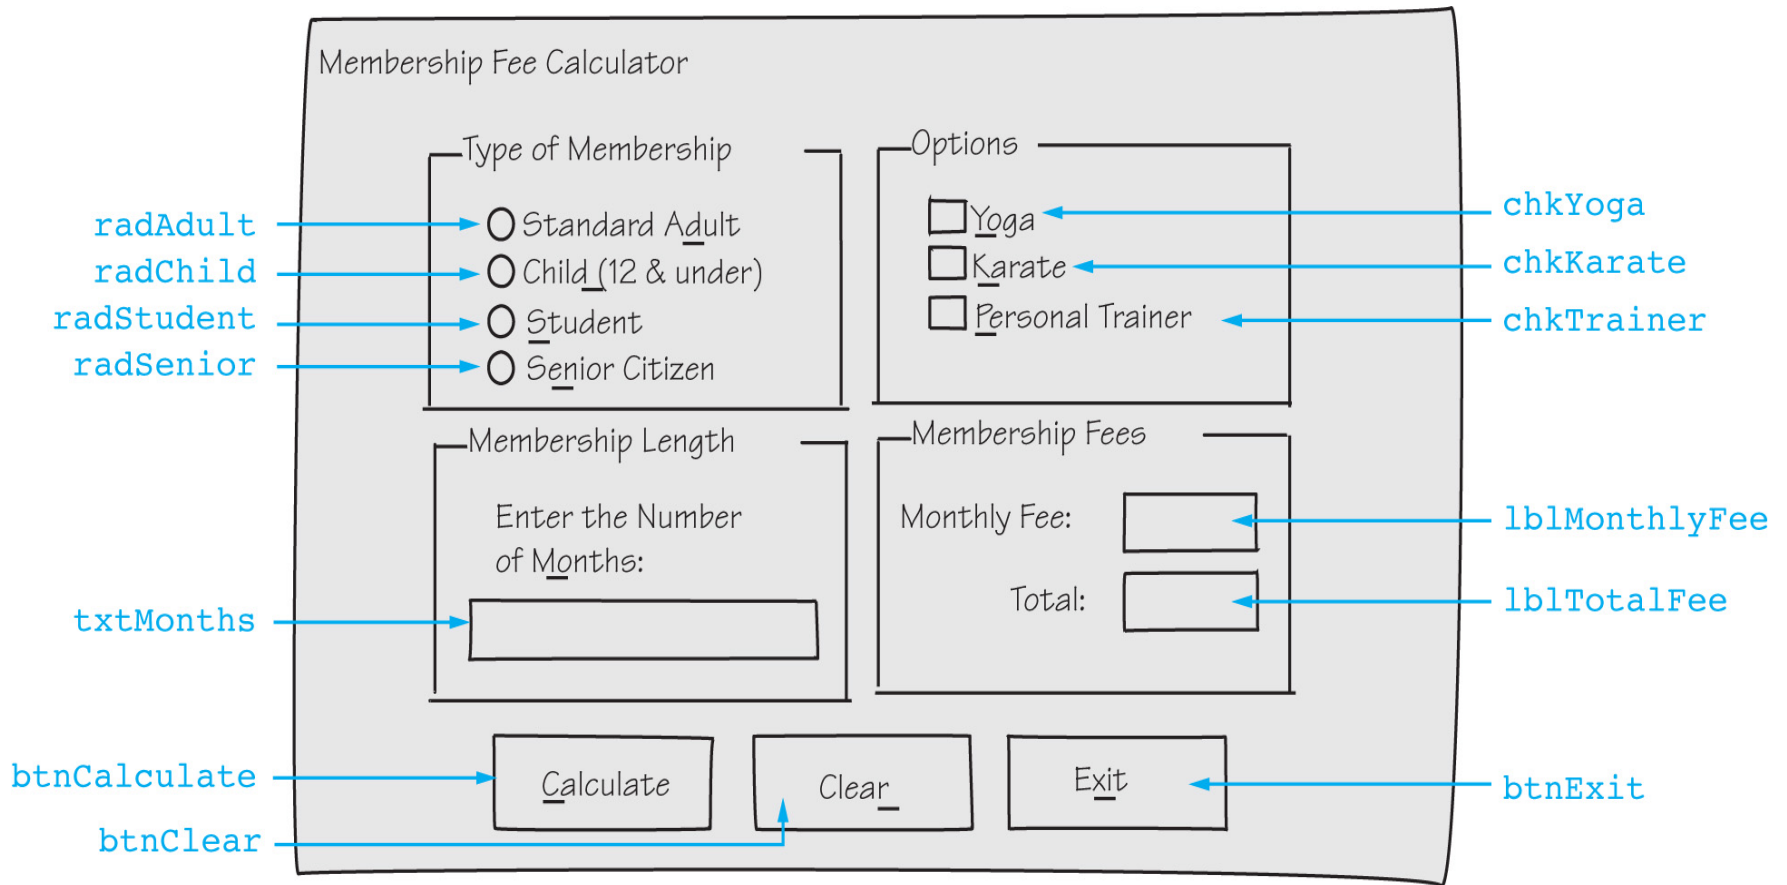 Membership Fee Calculator
Type of Membership
radAdult
Standard Adult
radChild
Child (12 & under)
radStudent
Student
radSenior
Senior Citizen
Options
Yoga
chkYoga
Karate
chkKarate
Personal Trainer
chkTrainer
Membership Length
Enter the Number
of Months:
txtMonths
Membership Fees
Monthly Fee:
lblMonthlyFee
Total:
lblTotalFee
btnCalculate
Calculate
btnClear
Clear
Exit
btnExit